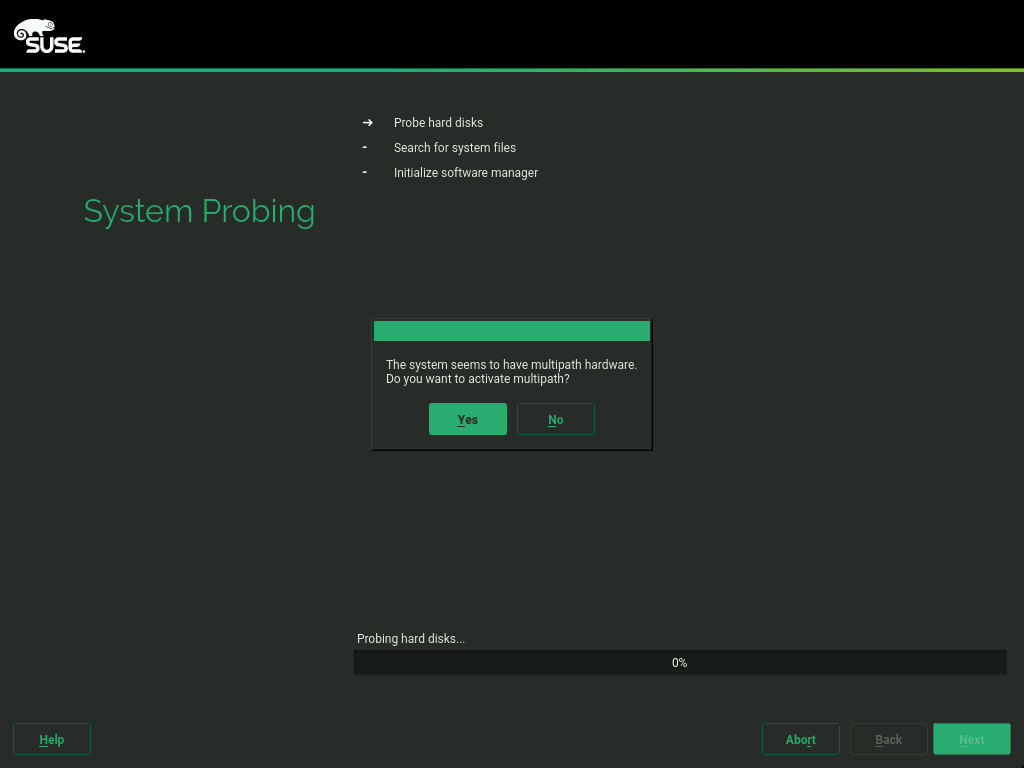 SUSE.
➔ Probe hard disks
- Search for system files
- Initialize software manager
System Probing
The system seems to have multipath hardware.
Do you want to activate multipath?
Yes No
Probing hard disks...
0%
Help Abort Back Next